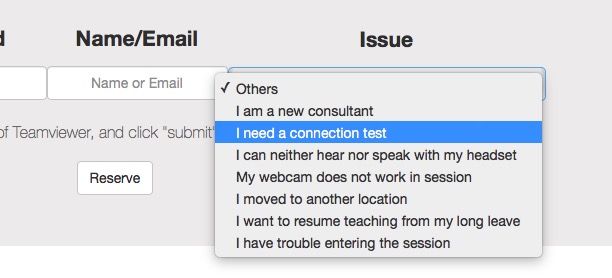 d
Name/Email
Issue
Name or Email
✓ Others
I am a new consultant
I need a connection test
of Teamviewer, and click "submit"
I can neither hear nor speak with my headset
My webcam does not work in session
Reserve
I moved to another location
I want to resume teaching from my long leave
I have trouble entering the session